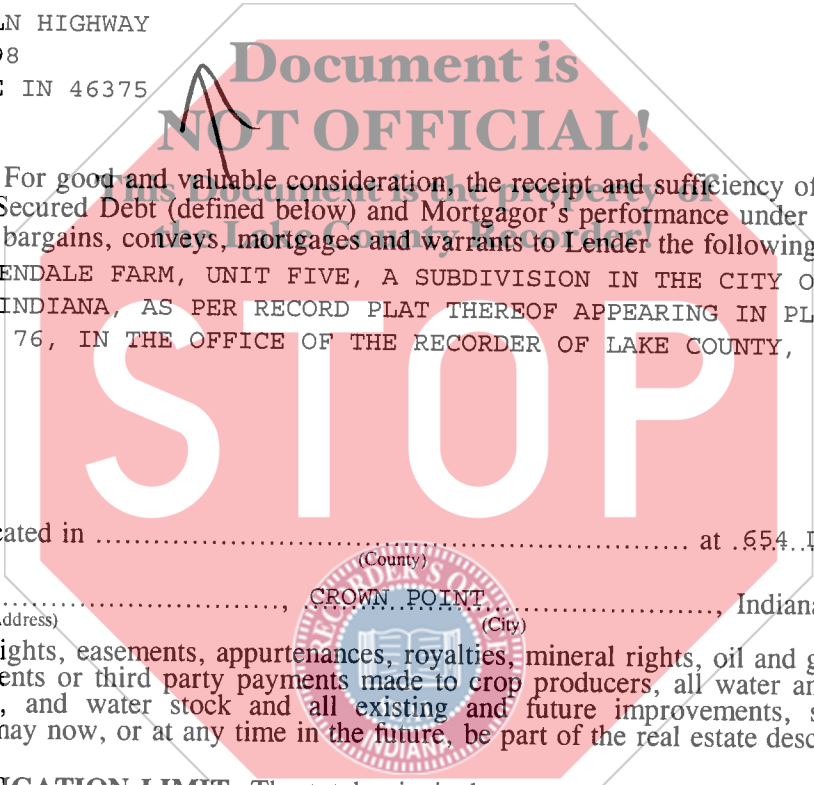 LN HIGHWAY
98
E IN 46375
Document is
NOT OFFICIAL!
This Document is the property of
the Lake County Recorder!
For good and valuable consideration, the receipt and sufficiency of
Secured Debt (defined below) and Mortgagor's performance under
bargains, conveys, mortgages and warrants to Lender the following
ENDALE FARM, UNIT FIVE, A SUBDIVISION IN THE CITY O
INDIANA, AS PER RECORD PLAT THEREOF APPEARING IN PL
76, IN THE OFFICE OF THE RECORDER OF LAKE COUNTY,
STOP
cated in ............................................................... at .654 D
(County)
............................., CROWN POINT........................, Indiana
ddress) (City)
ights, easements, appurtenances, royalties, mineral rights, oil and g
ents or third party payments made to crop producers, all water an
, and water stock and all existing and future improvements, s
may now, or at any time in the future, be part of the real estate desc
RECORDER'S
INDIANA